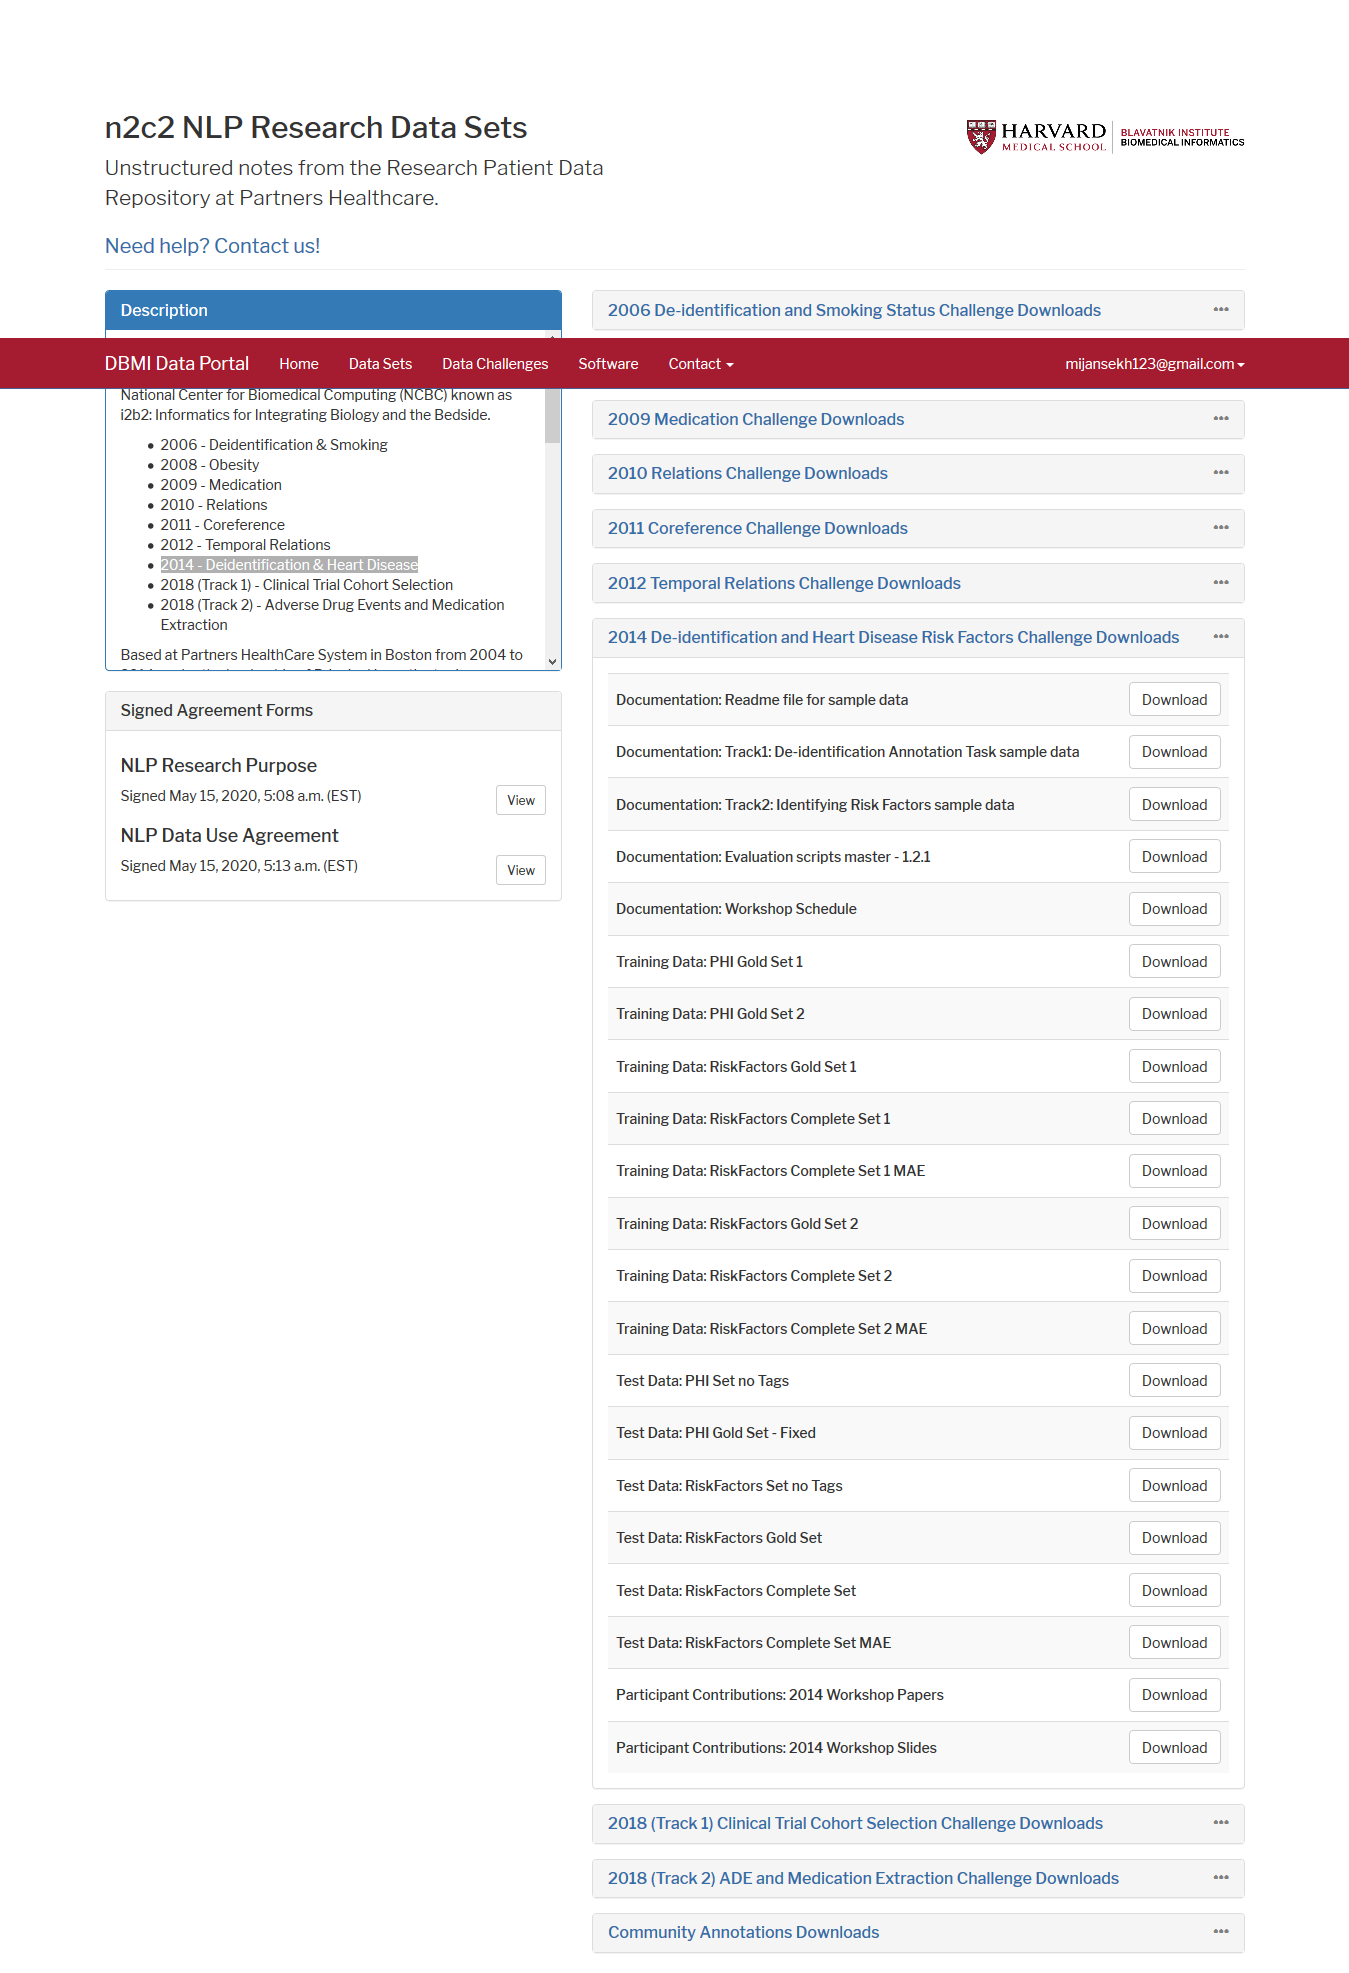 n2c2 NLP Research Data Sets
Unstructured notes from the Research Patient Data
Repository at Partners Healthcare.
Need help? Contact us!
HARVARD
MEDICAL SCHOOL
BLAVATNIK INSTITUTE
BIOMEDICAL INFORMATICS
Description
2006 De-identification and Smoking Status Challenge Downloads
DBMI Data Portal Home Data Sets Data Challenges Software Contact mijansekh123@gmail.com
National Center for Biomedical Computing (NCBC) known as
i2b2: Informatics for Integrating Biology and the Bedside.
• 2006 - Deidentification & Smoking
• 2008 - Obesity
• 2009 - Medication
• 2010 - Relations
• 2011 - Coreference
• 2012 - Temporal Relations
• 2014 - Deidentification & Heart Disease
• 2018 (Track 1) - Clinical Trial Cohort Selection
• 2018 (Track 2) - Adverse Drug Events and Medication
Extraction
Based at Partners HealthCare System in Boston from 2004 to
Signed Agreement Forms
NLP Research Purpose
Signed May 15, 2020, 5:08 a.m. (EST) View
NLP Data Use Agreement
Signed May 15, 2020, 5:13 a.m. (EST) View
2009 Medication Challenge Downloads
2010 Relations Challenge Downloads
2011 Coreference Challenge Downloads
2012 Temporal Relations Challenge Downloads
2014 De-identification and Heart Disease Risk Factors Challenge Downloads
Documentation: Readme file for sample data Download
Documentation: Track1: De-identification Annotation Task sample data Download
Documentation: Track2: Identifying Risk Factors sample data Download
Documentation: Evaluation scripts master - 1.2.1 Download
Documentation: Workshop Schedule Download
Training Data: PHI Gold Set 1 Download
Training Data: PHI Gold Set 2 Download
Training Data: RiskFactors Gold Set 1 Download
Training Data: RiskFactors Complete Set 1 Download
Training Data: RiskFactors Complete Set 1 MAE Download
Training Data: RiskFactors Gold Set 2 Download
Training Data: RiskFactors Complete Set 2 Download
Training Data: RiskFactors Complete Set 2 MAE Download
Test Data: PHI Set no Tags Download
Test Data: PHI Gold Set - Fixed Download
Test Data: RiskFactors Set no Tags Download
Test Data: RiskFactors Gold Set Download
Test Data: RiskFactors Complete Set Download
Test Data: RiskFactors Complete Set MAE Download
Participant Contributions: 2014 Workshop Papers Download
Participant Contributions: 2014 Workshop Slides Download
2018 (Track 1) Clinical Trial Cohort Selection Challenge Downloads
2018 (Track 2) ADE and Medication Extraction Challenge Downloads
Community Annotations Downloads